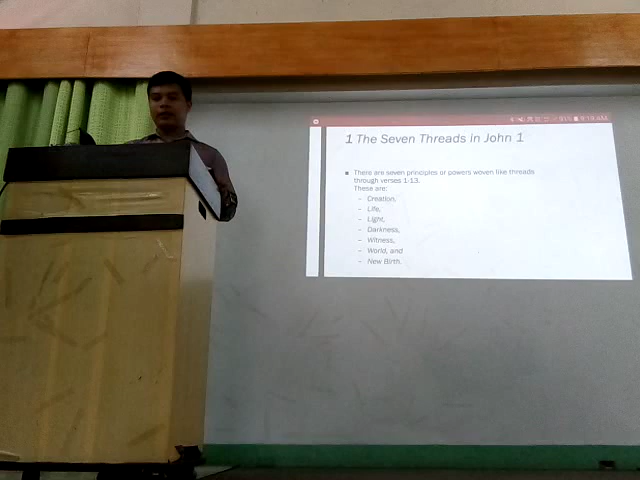 1 The Seven Threads in John 1
There are seven principles or powers woven like threads
through verses 1-13.
These are:
– Creation,
– Life,
– Light,
– Darkness,
– Witness,
– World, and
– New Birth.